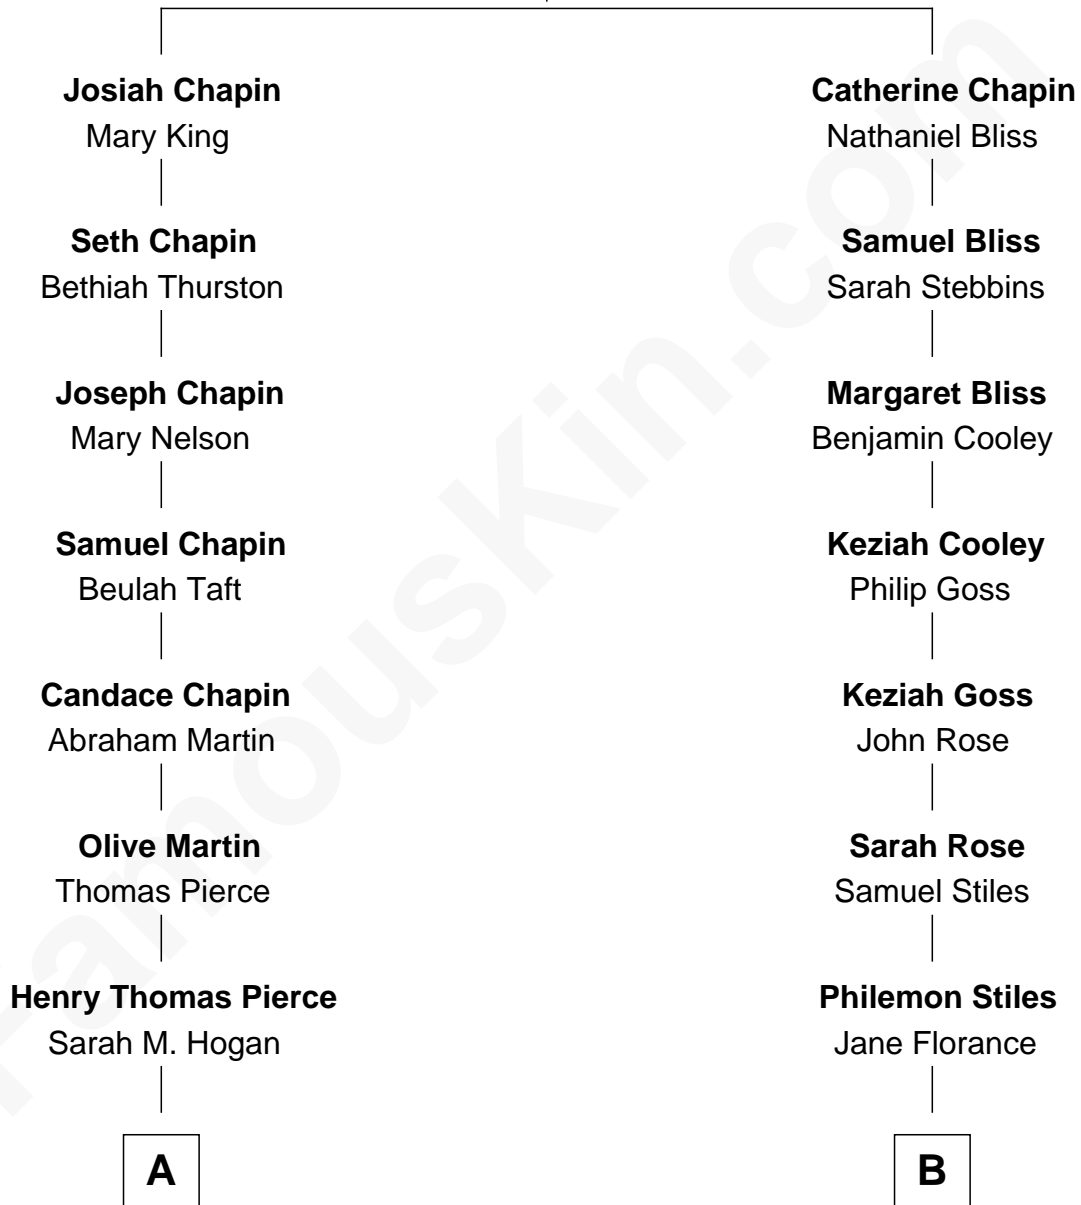 Josiah Chapin
Mary King
Seth Chapin
Bethiah Thurston
Joseph Chapin
Mary Nelson
Samuel Chapin
Beulah Taft
Candace Chapin
Abraham Martin
Olive Martin
Thomas Pierce
Henry Thomas Pierce
Sarah M. Hogan
A
Catherine Chapin
Nathaniel Bliss
Samuel Bliss
Sarah Stebbins
Margaret Bliss
Benjamin Cooley
Keziah Cooley
Philip Goss
Keziah Goss
John Rose
Sarah Rose
Samuel Stiles
Philemon Stiles
Jane Florance
B
FamousKin.com